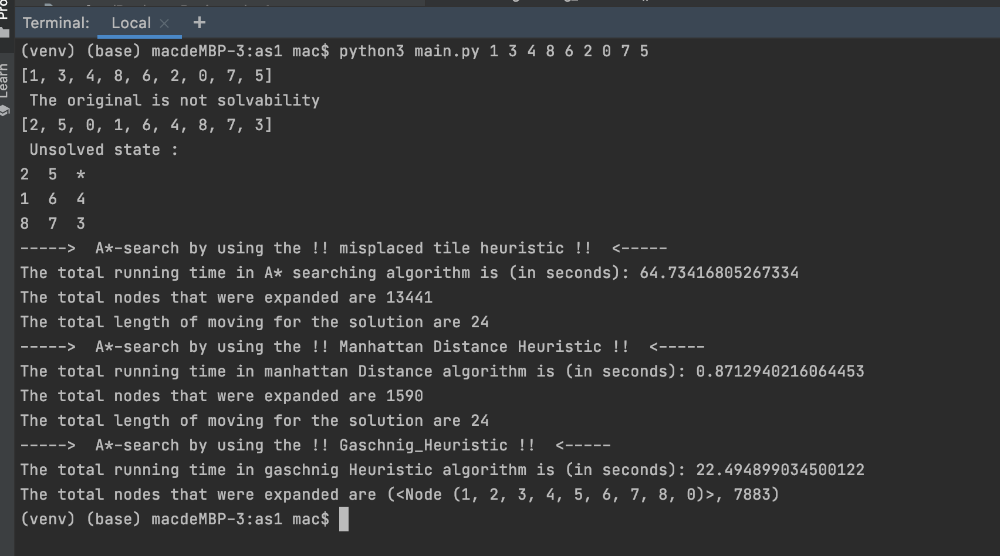 Terminal: Local × +
(venv) (base) macdeMBP-3:as1 mac$ python3 main.py 1 3 4 8 6 2 0 7 5
[1, 3, 4, 8, 6, 2, 0, 7, 5]
The original is not solvability
[2, 5, 0, 1, 6, 4, 8, 7, 3]
Unsolved state :
2 5 *
1 6 4
8 7 3
-----> A*-search by using the !! misplaced tile heuristic !! <-----
The total running time in A* searching algorithm is (in seconds): 64.73416805267334
The total nodes that were expanded are 13441
The total length of moving for the solution are 24
-----> A*-search by using the !! Manhattan Distance Heuristic !! <-----
The total running time in manhattan Distance algorithm is (in seconds): 0.8712940216064453
The total nodes that were expanded are 1590
The total length of moving for the solution are 24
-----> A*-search by using the !! Gaschnig_Heuristic !! <-----
The total running time in gaschnig Heuristic algorithm is (in seconds): 22.494899034500122
The total nodes that were expanded are (<Node (1, 2, 3, 4, 5, 6, 7, 8, 0)>, 7883)
(venv) (base) macdeMBP-3:as1 mac$
Learn